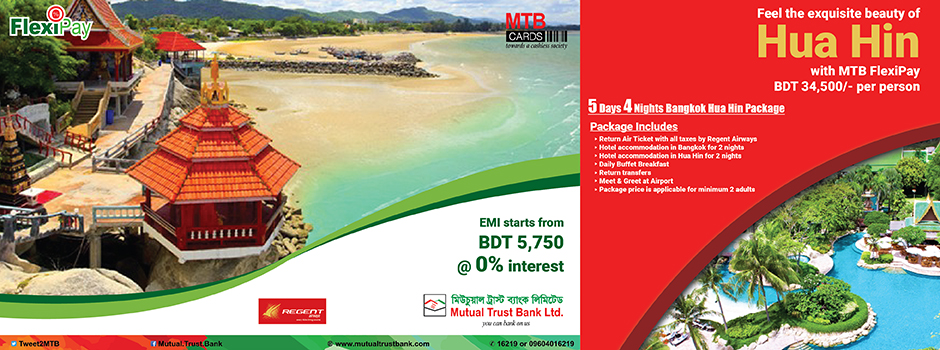 FlexiPay
MTB
CARDS
towards a cashless society
Feel the exquisite beauty of
Hua Hin
with MTB FlexiPay
BDT 34,500/- per person
5 Days 4 Nights Bangkok Hua Hin Package
Package Includes
• Return Air Ticket with all taxes by Regent Airways
• Hotel accommodation in Bangkok for 2 nights
• Hotel accommodation in Hua Hin for 2 nights
• Daily Buffet Breakfast
• Return transfers
• Meet & Greet at Airport
• Package price is applicable for minimum 2 adults
EMI starts from
BDT 5,750
@ 0% interest
REGENT
মিউচুয়াল ট্রাস্ট ব্যাংক লিমিটেড
Mutual Trust Bank Ltd.
you can bank on us
Tweet2MTB
Mutual.Trust.Bank
www.mutualtrustbank.com
16219 or 09604016219